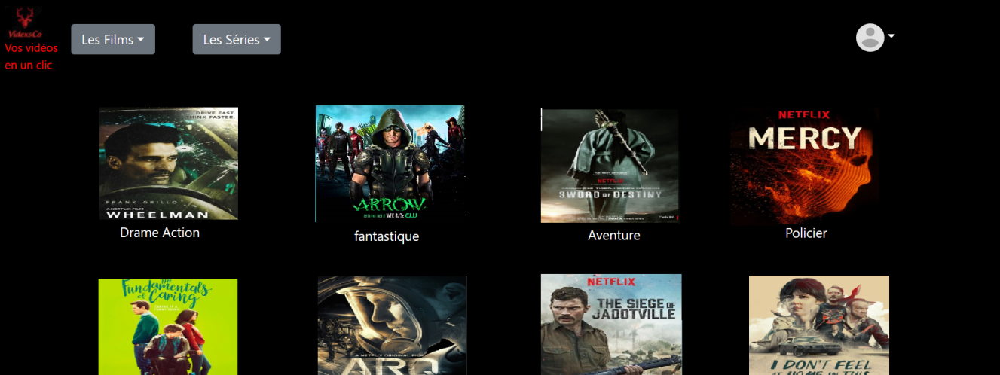 VidexsCo
Vos vidéos
en un clic
Les Films
Les Séries
DRIVE FAST.
THINK FASTER.
FRANK GRILLO
A NETFLIX FILM
WHEELMAN
Drame Action
ARROW
CW
fantastique
NETFLIX
SWORD OF DESTINY
Aventure
NETFLIX
MERCY
Policier
THE
Fundamentals
of Caring
A NETFLIX ORIGINAL FILM
ARQ
NETFLIX
THE SIEGE OF
JADOTVILLE
I DON'T FEEL
AT HOME IN THIS